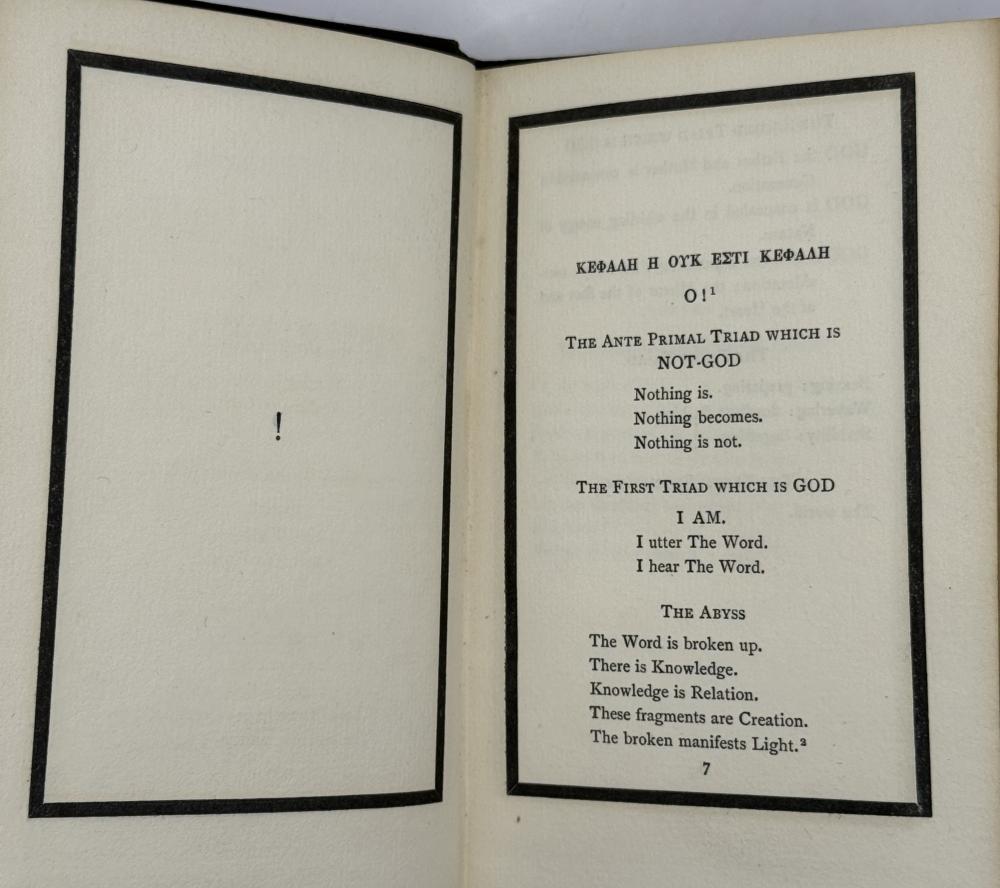 !
ΚΕΦΑΛΗ Η ΟΥΚ ΕΣΤΙ ΚΕΦΑΛΗ
O!¹
THE ANTE PRIMAL TRIAD WHICH IS
NOT-GOD
Nothing is.
Nothing becomes.
Nothing is not.
THE FIRST TRIAD WHICH IS GOD
I AM.
I utter The Word.
I hear The Word.
THE ABYSS
The Word is broken up.
There is Knowledge.
Knowledge is Relation.
These fragments are Creation.
The broken manifests Light.²
7